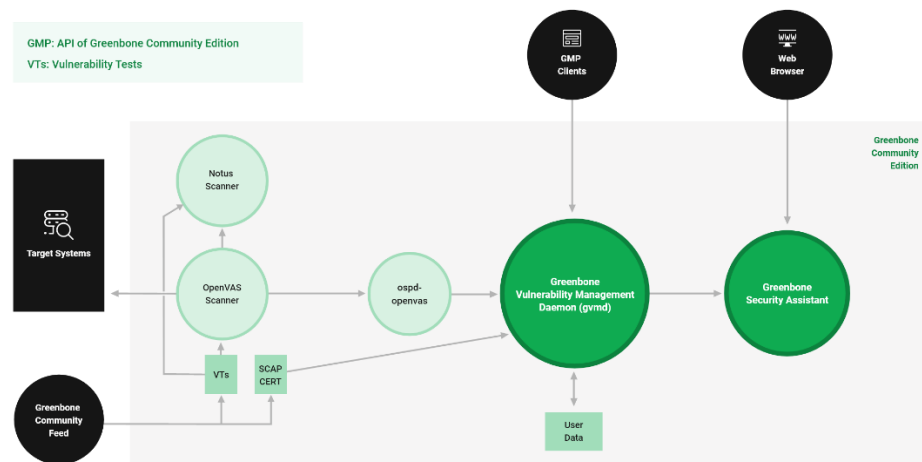 GMP: API of Greenbone Community Edition
VTs: Vulnerability Tests
GMP
Clients
WWW
Web
Browser
Greenbone
Community
Edition
Notus
Scanner
Target Systems
OpenVAS
Scanner
ospd-
openvas
Greenbone
Vulnerability Management
Daemon (gvmd)
Greenbone
Security Assistant
VTs
SCAP
CERT
Greenbone
Community
Feed
User
Data